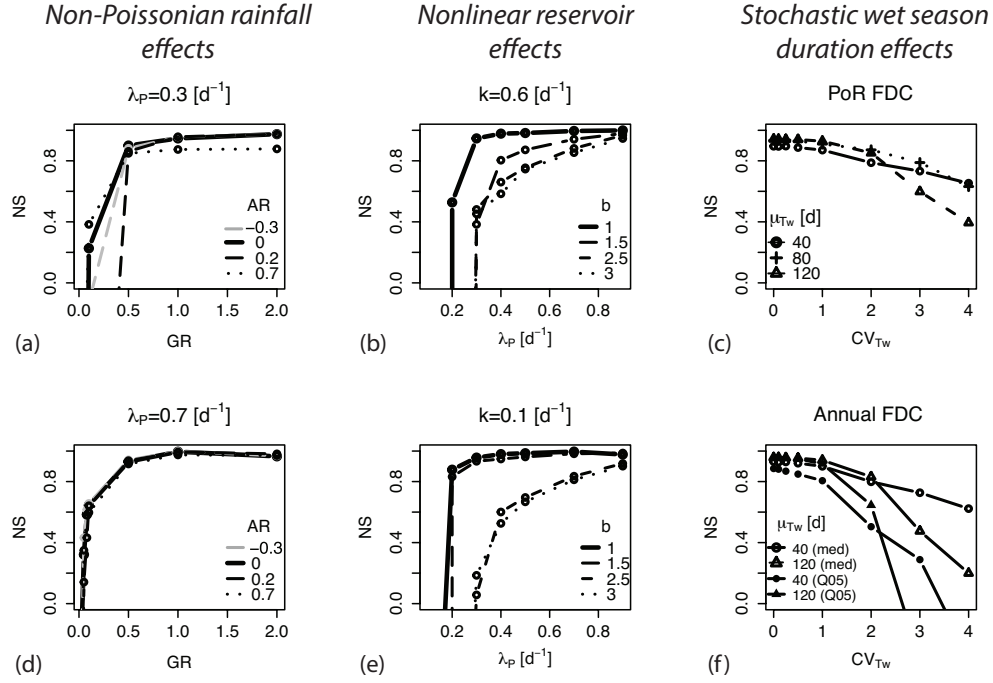 Non-Poissonian rainfall
effects
Nonlinear reservoir
effects
Stochastic wet season
duration effects
λP=0.3 [d⁻¹]
NS
0.0 0.4 0.8
AR
−0.3
0
0.2
0.7
0.0 0.5 1.0 1.5 2.0
(a)
GR
k=0.6 [d⁻¹]
NS
0.0 0.4 0.8
b
1
1.5
2.5
3
0.2 0.4 0.6 0.8
(b)
λP [d⁻¹]
PoR FDC
NS
0.0 0.4 0.8
μTw [d]
40
80
120
0 1 2 3 4
(c)
CVTw
λP=0.7 [d⁻¹]
NS
0.0 0.4 0.8
AR
−0.3
0
0.2
0.7
0.0 0.5 1.0 1.5 2.0
(d)
GR
k=0.1 [d⁻¹]
NS
0.0 0.4 0.8
b
1
1.5
2.5
3
0.2 0.4 0.6 0.8
(e)
λP [d⁻¹]
Annual FDC
NS
0.0 0.4 0.8
μTw [d]
40 (med)
120 (med)
40 (Q05)
120 (Q05)
0 1 2 3 4
(f)
CVTw